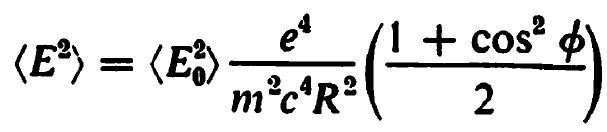 ⟨E²⟩ = ⟨E₀²⟩ e⁴ / (m²c⁴R²) ((1 + cos² ϕ) / 2)